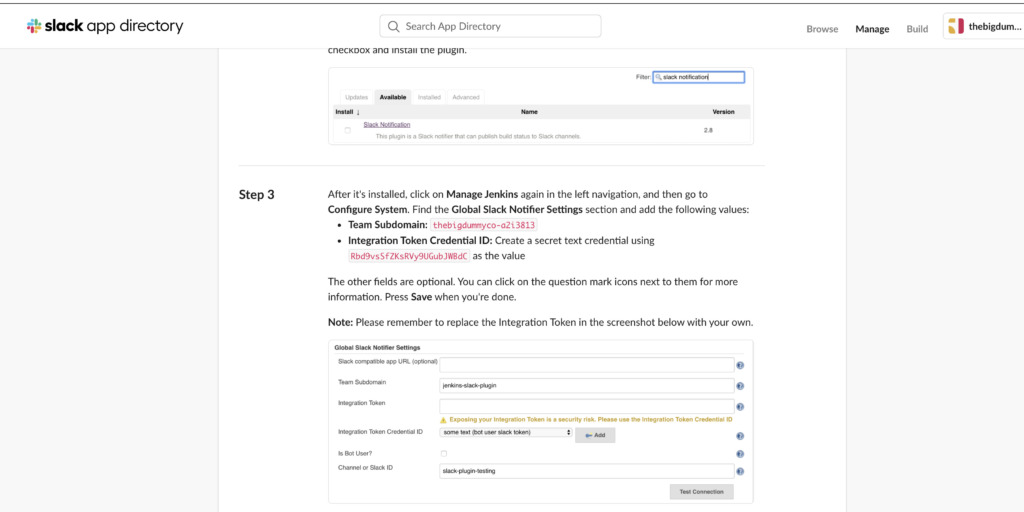 slack app directory
Search App Directory
Browse Manage Build thebigdum...
checkbox and install the plugin.
Filter: slack notification
Updates Available Installed Advanced
Install ↓ Name Version
Slack Notification
This plugin is a Slack notifier that can publish build status to Slack channels.
2.8
Step 3
After it's installed, click on Manage Jenkins again in the left navigation, and then go to
Configure System. Find the Global Slack Notifier Settings section and add the following values:
• Team Subdomain: thebigdummyco-a2i3813
• Integration Token Credential ID: Create a secret text credential using
Rbd9vsSfZKsRVy9UGubJWBdC as the value
The other fields are optional. You can click on the question mark icons next to them for more
information. Press Save when you're done.
Note: Please remember to replace the Integration Token in the screenshot below with your own.
Global Slack Notifier Settings
Slack compatible app URL (optional)
Team Subdomain jenkins-slack-plugin
Integration Token
Exposing your Integration Token is a security risk. Please use the Integration Token Credential ID
Integration Token Credential ID some text (bot user slack token) Add
Is Bot User?
Channel or Slack ID slack-plugin-testing
Test Connection